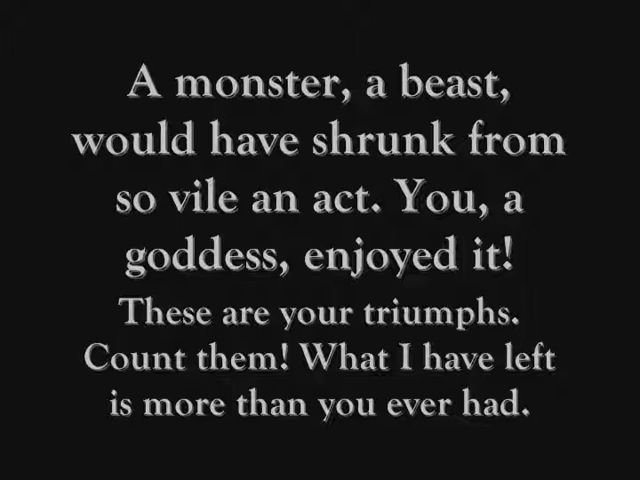 A monster, a beast,
would have shrunk from
so vile an act. You, a
goddess, enjoyed it!
These are your triumphs.
Count them! What I have left
is more than you ever had.